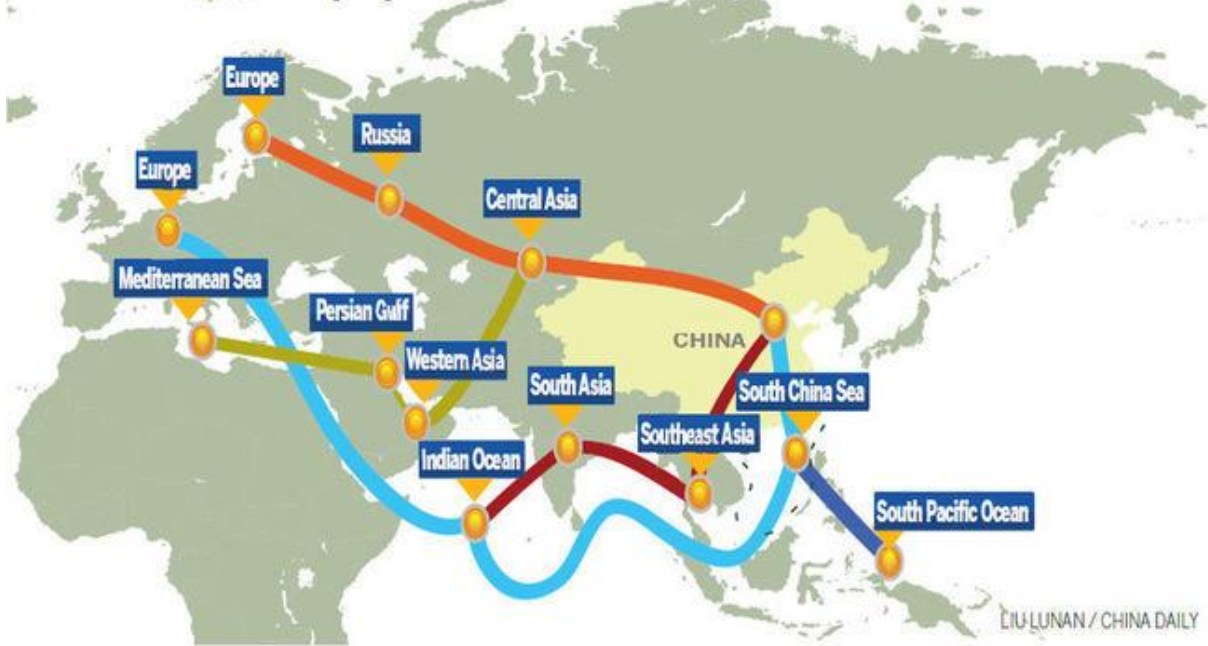 Europe
Russia
Europe
Central Asia
Mediterranean Sea
Persian Gulf
CHINA
Western Asia
South Asia
South China Sea
Southeast Asia
Indian Ocean
South Pacific Ocean
LIU LUNAN / CHINA DAILY